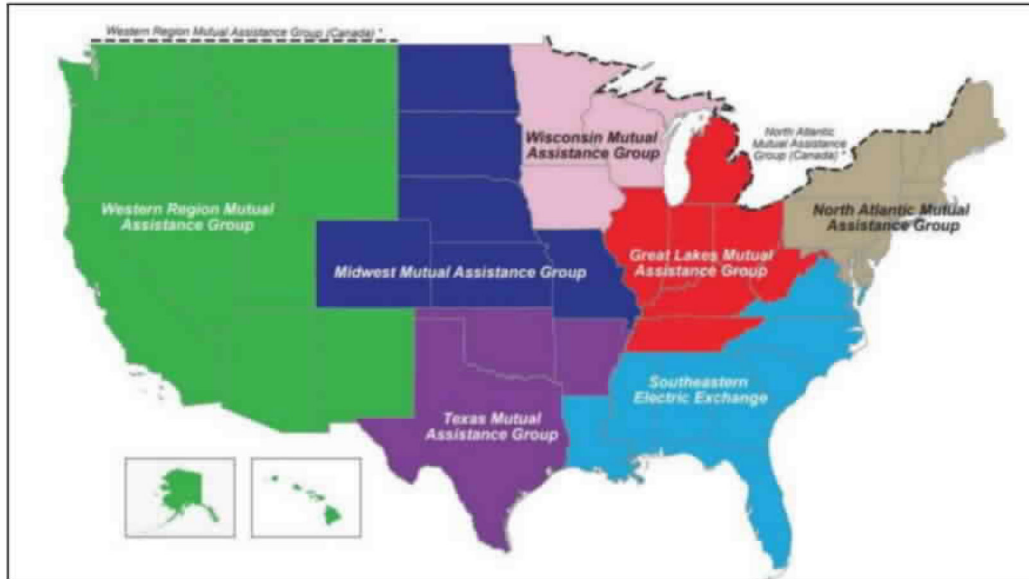 Western Region Mutual Assistance Group (Canada) *
Wisconsin Mutual
Assistance Group
North Atlantic
Mutual Assistance
Group (Canada) *
Western Region Mutual
Assistance Group
North Atlantic Mutual
Assistance Group
Midwest Mutual Assistance Group
Great Lakes Mutual
Assistance Group
Southeastern
Electric Exchange
Texas Mutual
Assistance Group